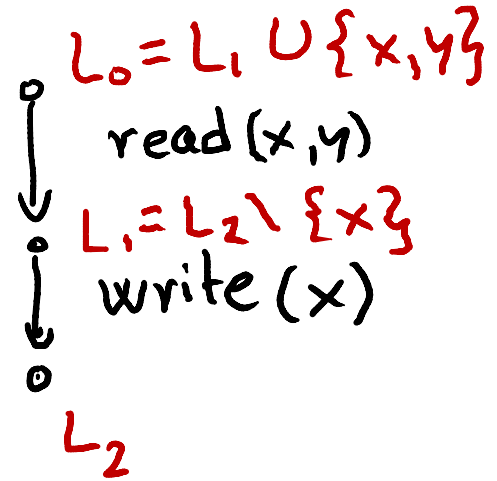 L₀ = L₁ ∪ {x,y}
read(x,y)
L₁ = L₂ \ {x}
write(x)
L₂